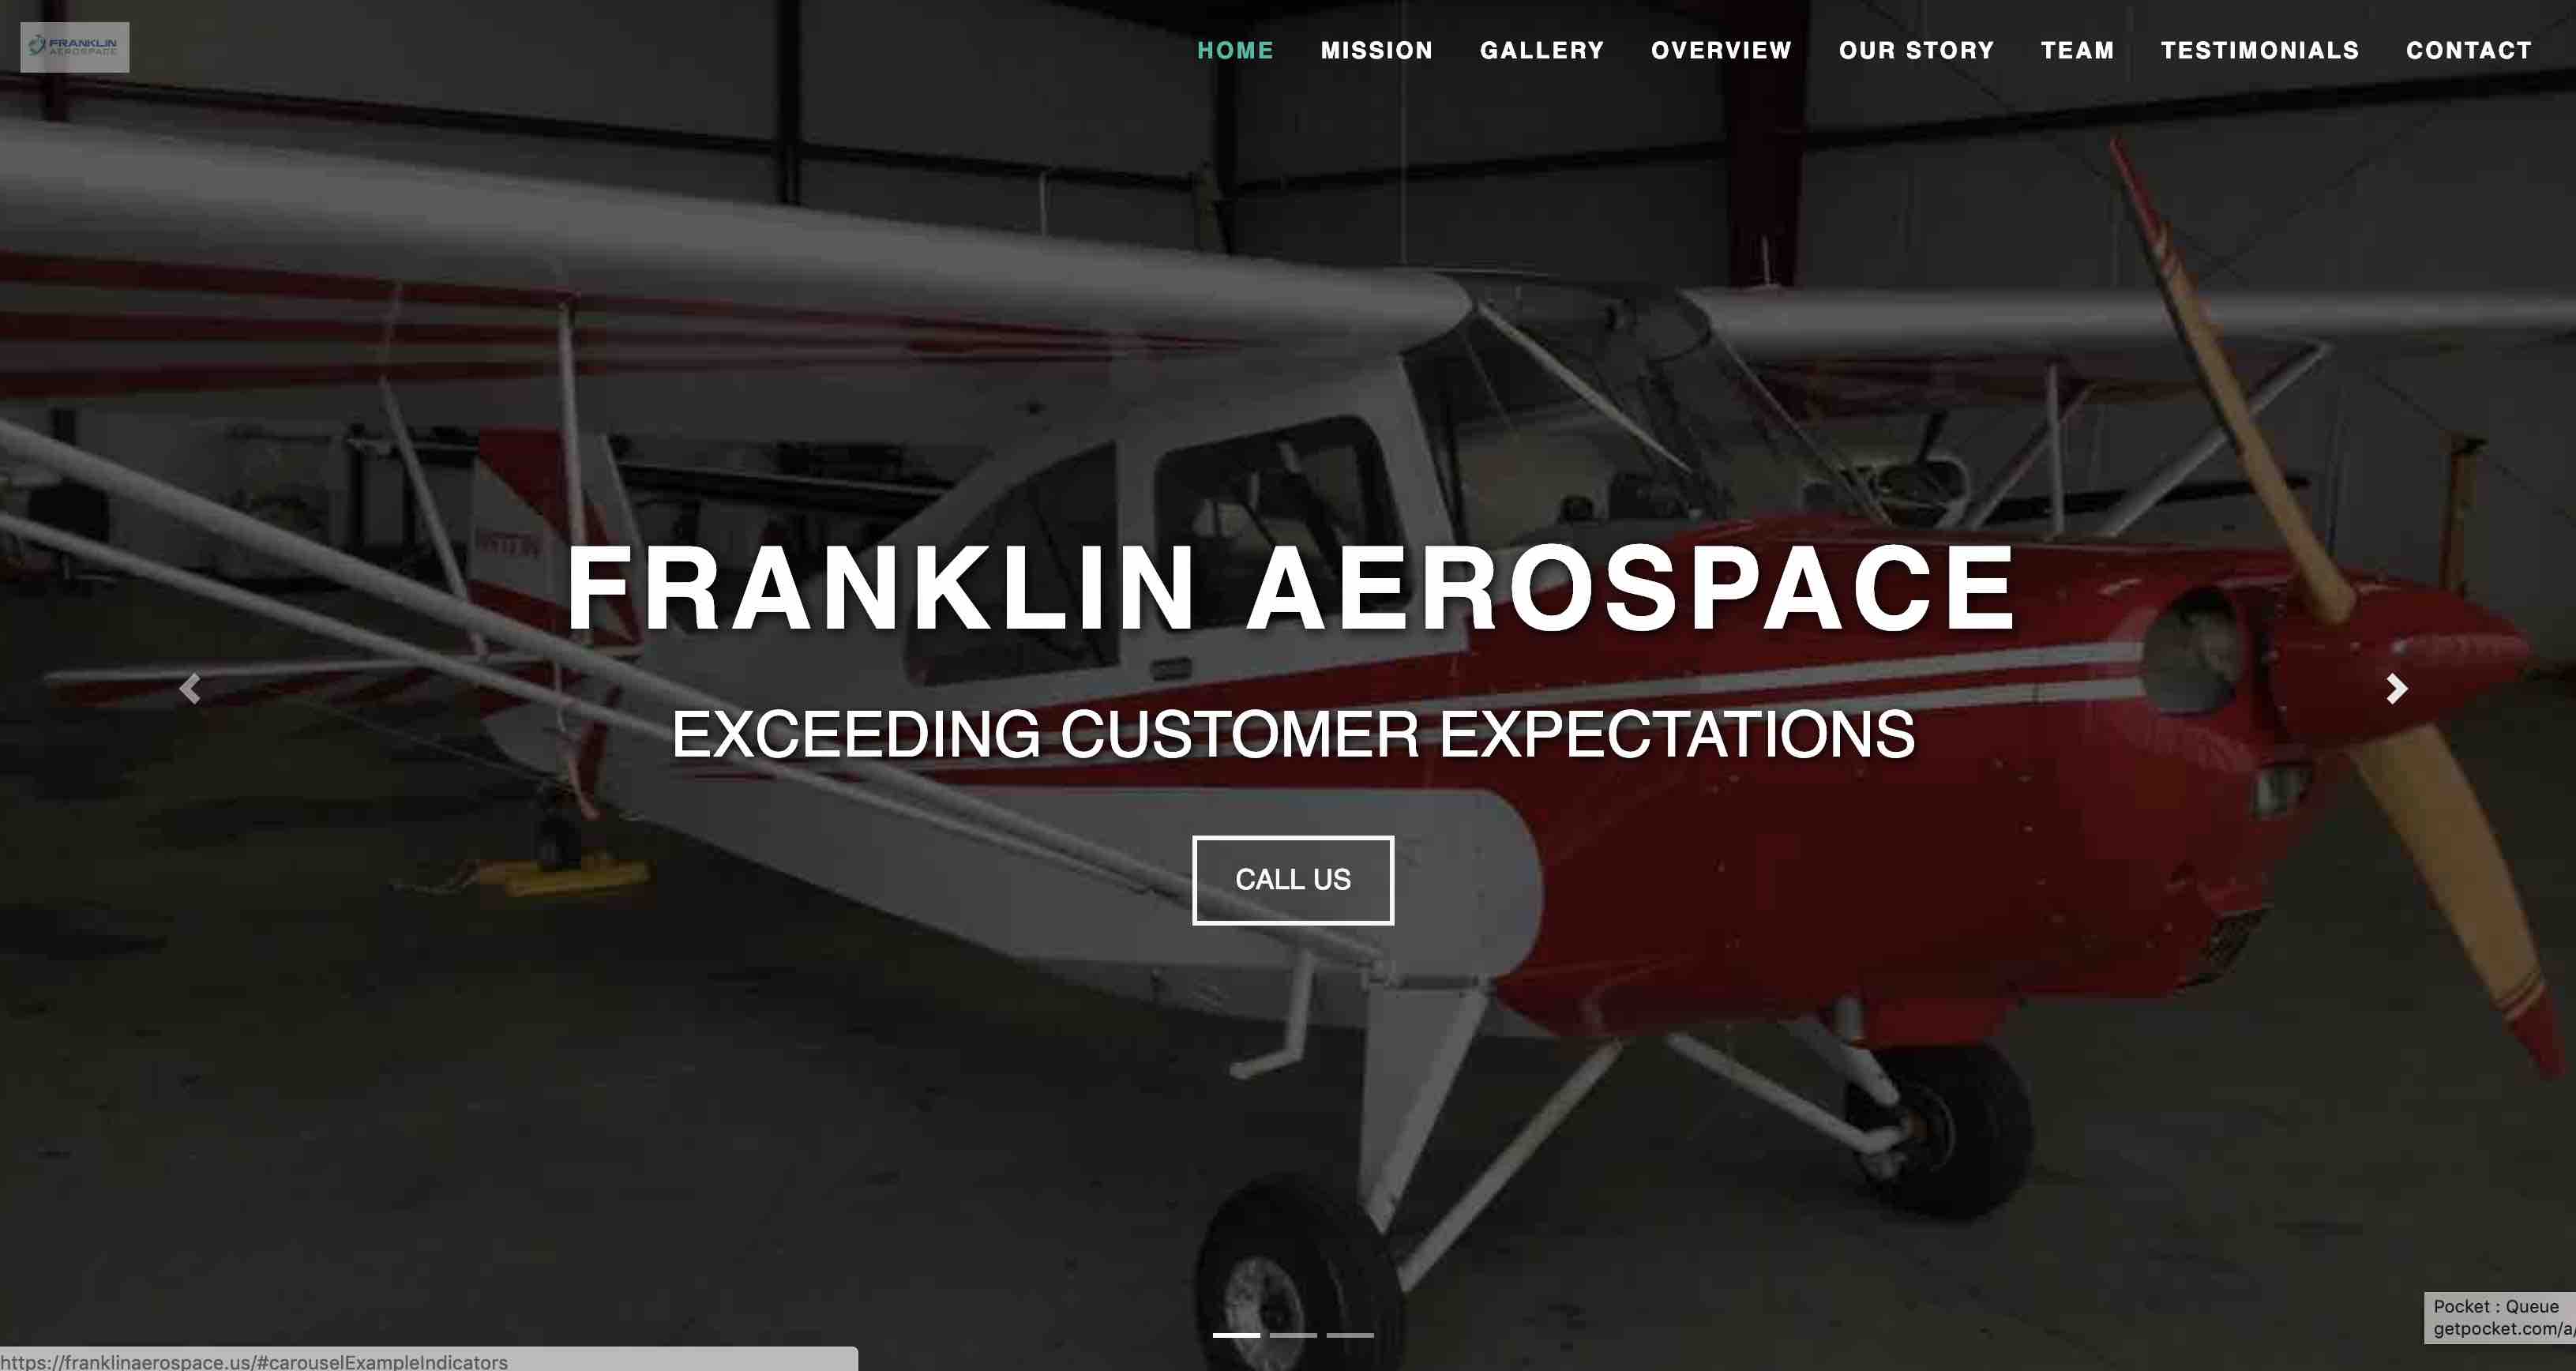 FRANKLIN
AEROSPACE
HOME MISSION GALLERY OVERVIEW OUR STORY TEAM TESTIMONIALS CONTACT
FRANKLIN AEROSPACE
EXCEEDING CUSTOMER EXPECTATIONS
CALL US
Pocket : Queue
getpocket.com/a/
https://franklinaerospace.us/#carouselExampleIndicators